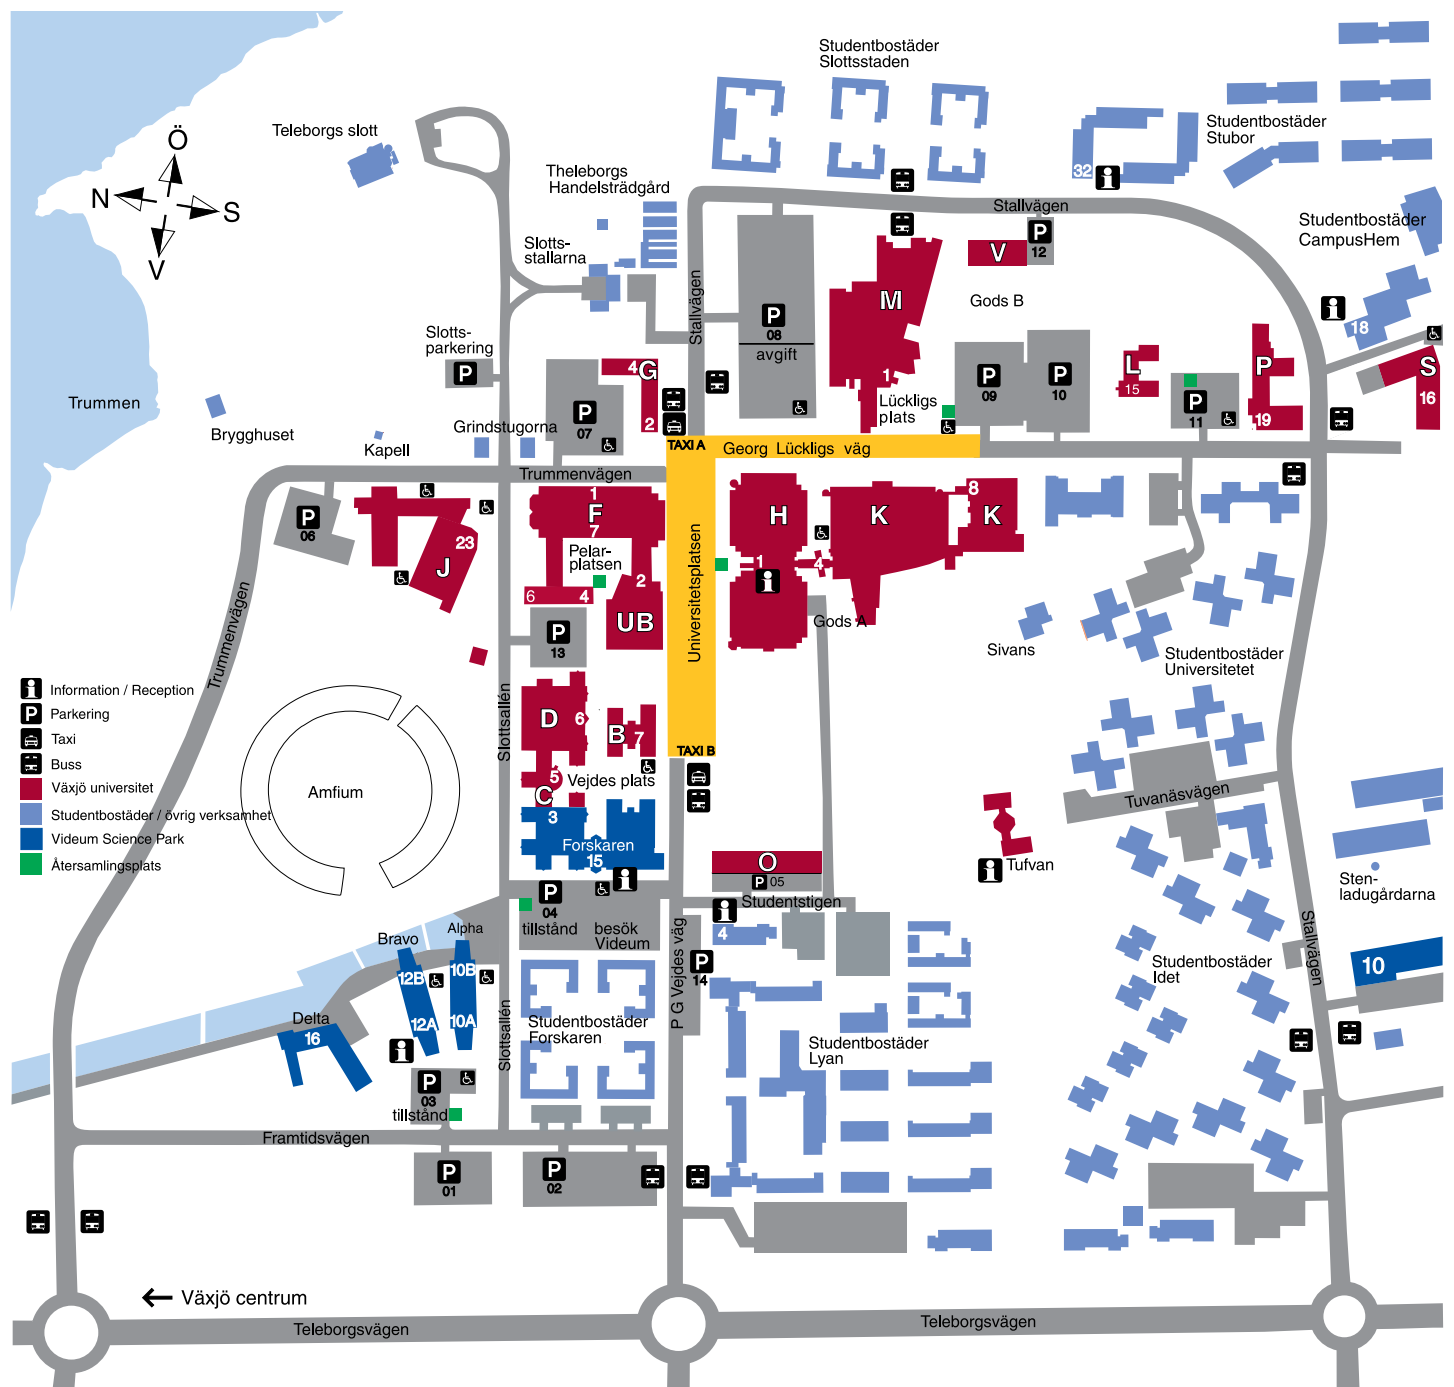 Studentbostäder
Slottsstaden
Teleborgs slott
Ö
N
S
V
Studentbostäder
Stubor
32
Theleborgs
Handelsträdgård
Stallvägen
Slotts-
stallarna
Studentbostäder
CampusHem
V
P
12
M
Gods B
18
Stallvägen
P
08
avgift
Slotts-
parkering
P
4
G
2
1
Lückligs
plats
P
09
P
10
L
15
P
11
P
19
S
16
Trummen
Brygghuset
Kapell
Grindstugorna
P
07
TAXI A
Georg Lückligs väg
Trummenvägen
P
06
23
J
1
F
7
Pelar-
platsen
6
4
2
UB
P
13
Universitetsplatsen
H
1
K
4
8
K
Gods A
Sivans
Studentbostäder
Universitetet
Trummenvägen
Information / Reception
P
Parkering
Taxi
Buss
Växjö universitet
Studentbostäder / övrig verksamhet
Videum Science Park
Återsamlingsplats
Amfium
Slottsallén
D
6
B
7
TAXI B
5
Vejdes plats
C
3
Forskaren
15
Tuvanäsvägen
O
P
05
Tufvan
Sten-
ladugårdarna
P
04
tillstånd
besök
Videum
Studentstigen
4
Stallvägen
Bravo
Alpha
12B
10B
12A
10A
Delta
16
P
14
P G Vejdes väg
Studentbostäder
Idet
10
Slottsallén
Studentbostäder
Forskaren
Studentbostäder
Lyan
P
03
tillstånd
Framtidsvägen
P
01
P
02
Växjö centrum
Teleborgsvägen
Teleborgsvägen